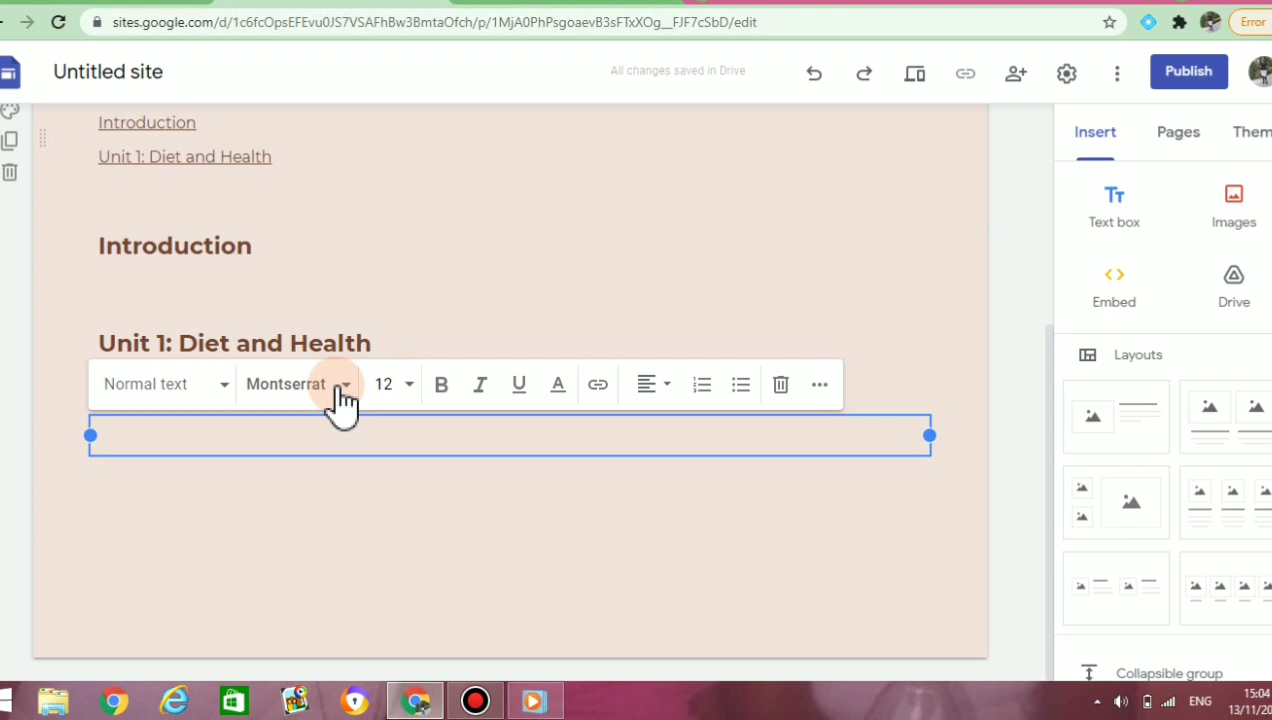 sites.google.com/d/1c6fcOpsEFEvu0JS7VSAFhBw3BmtaOfch/p/1MjA0PhPsgoaevB3sFTxXOg__FJF7cSbD/edit
Error
Untitled site
All changes saved in Drive
Publish
Introduction
Unit 1: Diet and Health
Introduction
Unit 1: Diet and Health
Normal text
Montserrat
12
B
I
U
A
Insert
Pages
Them
Tт
Text box
Images
Embed
Drive
Layouts
Collapsible group
ENG
15:04
13/11/20